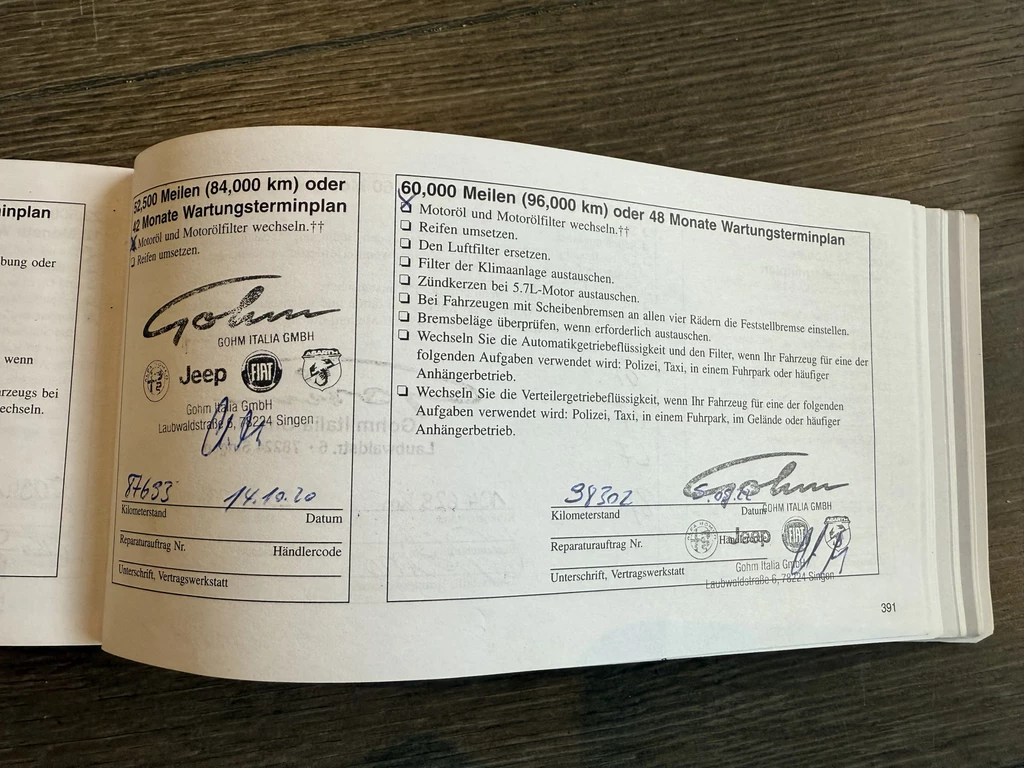 inplan
bung oder
wenn
rzeugs bei
echseln.
52,500 Meilen (84,000 km) oder
42 Monate Wartungsterminplan
Motoröl und Motorölfilter wechseln.††
❏ Reifen umsetzen.
Gohm
GOHM ITALIA GMBH
Jeep FIAT ABARTH
Gohm Italia GmbH
Laubwaldstraße 6, 78224 Singen
87633 14.10.20
Kilometerstand Datum
Reparaturauftrag Nr. Händlercode
Unterschrift, Vertragswerkstatt
60,000 Meilen (96,000 km) oder 48 Monate Wartungsterminplan
❏ Motoröl und Motorölfilter wechseln.††
❏ Reifen umsetzen.
❏ Den Luftfilter ersetzen.
❏ Filter der Klimaanlage austauschen.
❏ Zündkerzen bei 5.7L-Motor austauschen.
❏ Bei Fahrzeugen mit Scheibenbremsen an allen vier Rädern die Feststellbremse einstellen.
❏ Bremsbeläge überprüfen, wenn erforderlich austauschen.
❏ Wechseln Sie die Automatikgetriebeflüssigkeit und den Filter, wenn Ihr Fahrzeug für eine der
folgenden Aufgaben verwendet wird: Polizei, Taxi, in einem Fuhrpark oder häufiger
Anhängerbetrieb.
❏ Wechseln Sie die Verteilergetriebeflüssigkeit, wenn Ihr Fahrzeug für eine der folgenden
Aufgaben verwendet wird: Polizei, Taxi, in einem Fuhrpark, im Gelände oder häufiger
Anhängerbetrieb.
Gohm
98302
Kilometerstand Datum
GOHM ITALIA GMBH
Reparaturauftrag Nr. Händlercode
Jeep FIAT
Gohm Italia GmbH
Unterschrift, Vertragswerkstatt
Laubwaldstraße 6, 78224 Singen
391